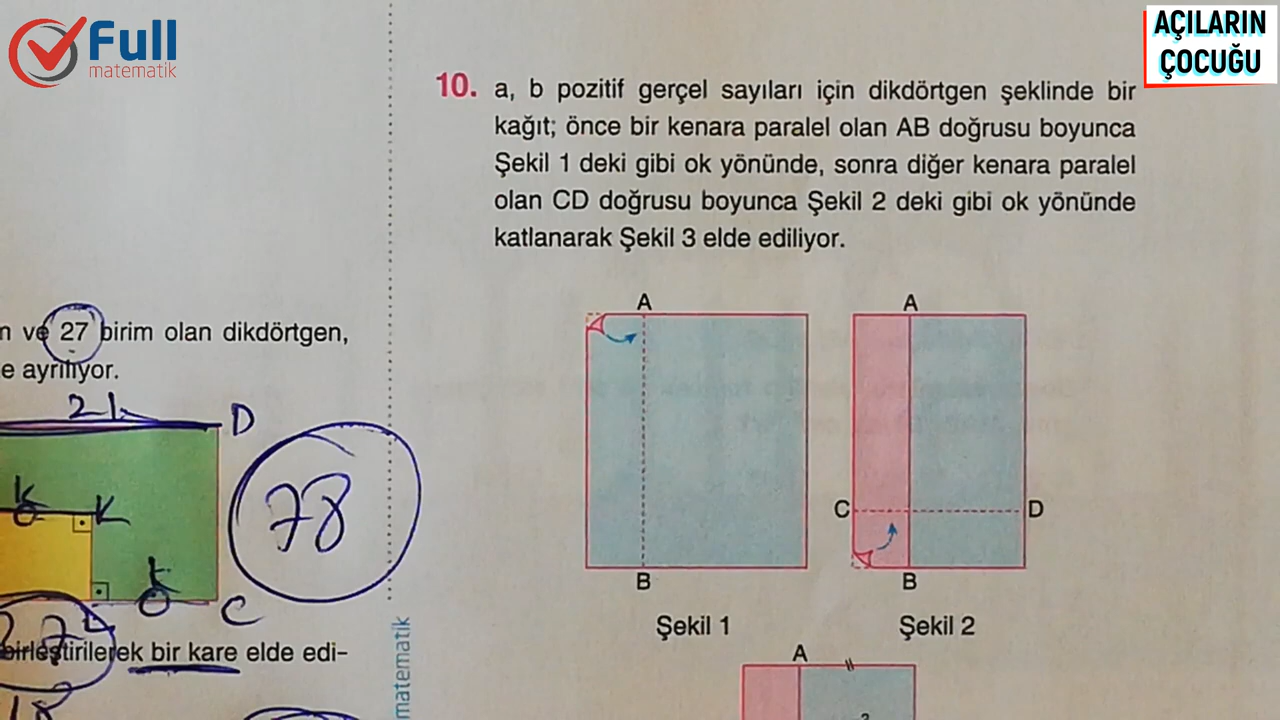 Full
matematik
AÇILARIN
ÇOCUĞU
ve 27 birim olan dikdörtgen,
e ayrılıyor.
21
D
K
K
k
78
L
C
birleştirilerek bir kare elde edi-
matematik
10. a, b pozitif gerçel sayıları için dikdörtgen şeklinde bir
kağıt; önce bir kenara paralel olan AB doğrusu boyunca
Şekil 1 deki gibi ok yönünde, sonra diğer kenara paralel
olan CD doğrusu boyunca Şekil 2 deki gibi ok yönünde
katlanarak Şekil 3 elde ediliyor.
A
A
C
D
B
B
Şekil 1
Şekil 2
A